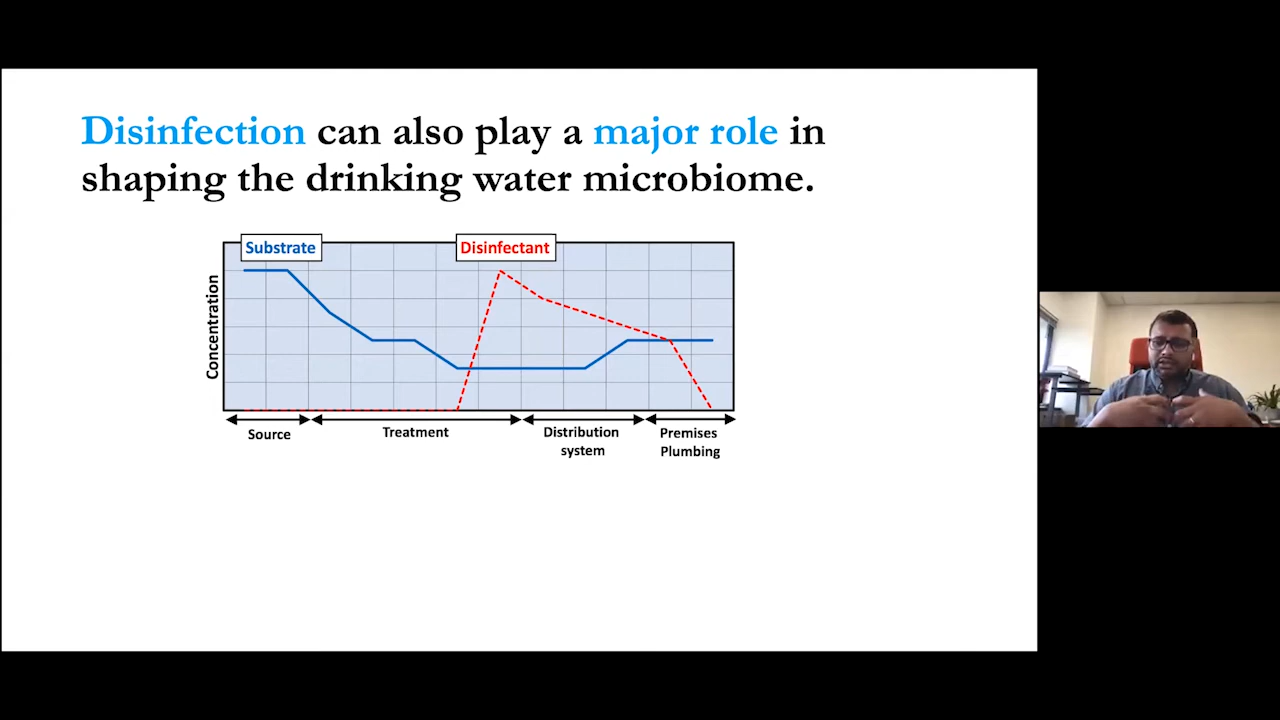 Disinfection can also play a major role in
shaping the drinking water microbiome.
Substrate
Disinfectant
Concentration
Source
Treatment
Distribution
system
Premises
Plumbing